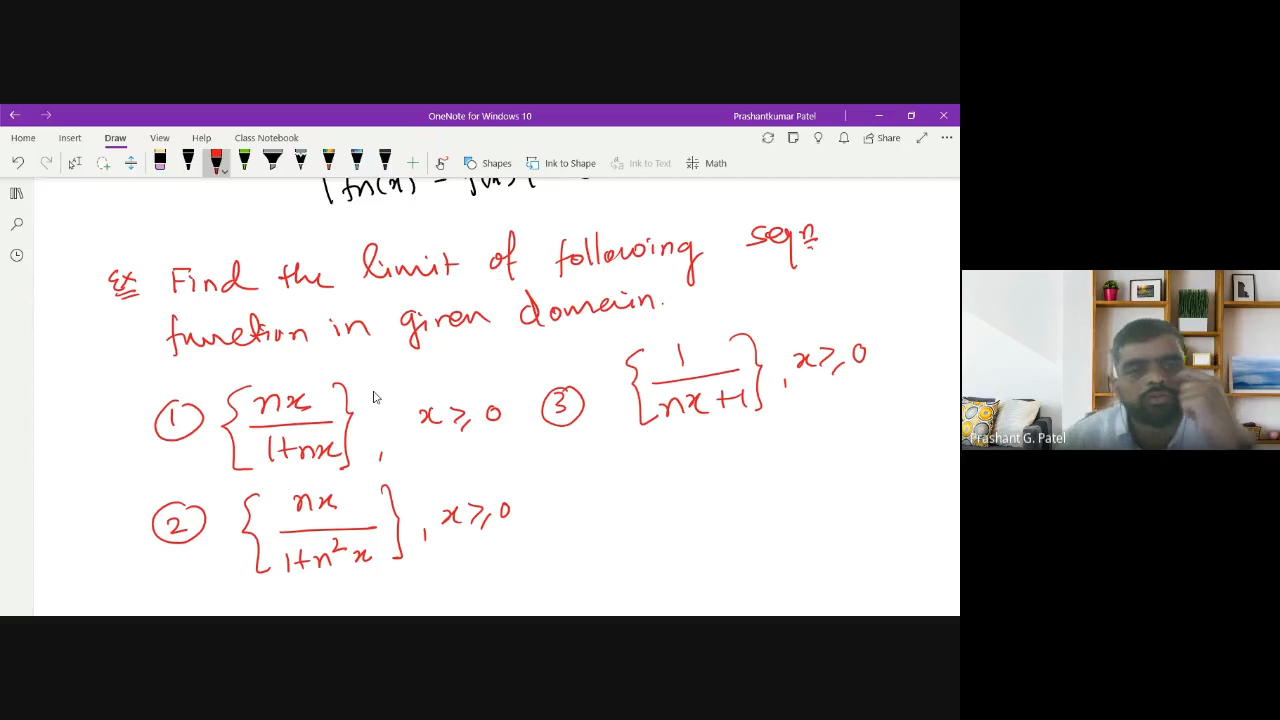 OneNote for Windows 10
Prashantkumar Patel
Home Insert Draw View Help Class Notebook
Share
Shapes Ink to Shape Ink to Text Math
Ex Find the limit of following seqn
function in given domain.
① { nx / 1+nx }, x ≥ 0
③ { 1 / nx+1 }, x ≥ 0
② { nx / 1+n²x }, x ≥ 0
Prashant G. Patel